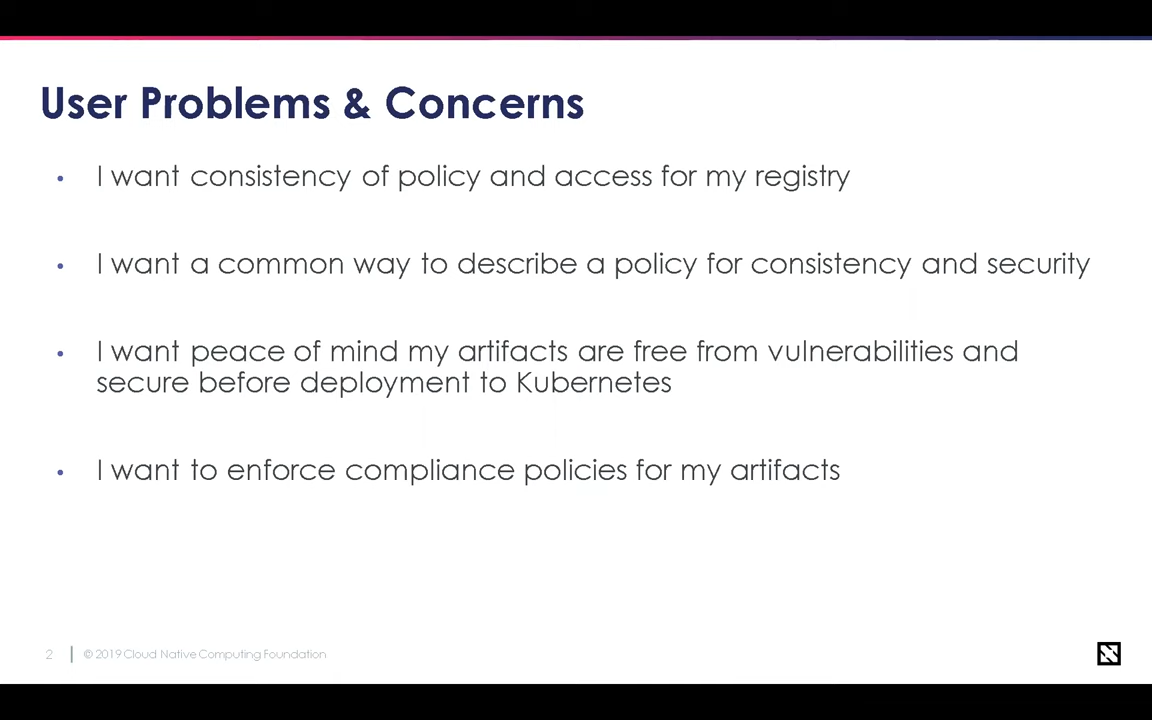 User Problems & Concerns
• I want consistency of policy and access for my registry
• I want a common way to describe a policy for consistency and security
• I want peace of mind my artifacts are free from vulnerabilities and
secure before deployment to Kubernetes
• I want to enforce compliance policies for my artifacts
2 | © 2019 Cloud Native Computing Foundation